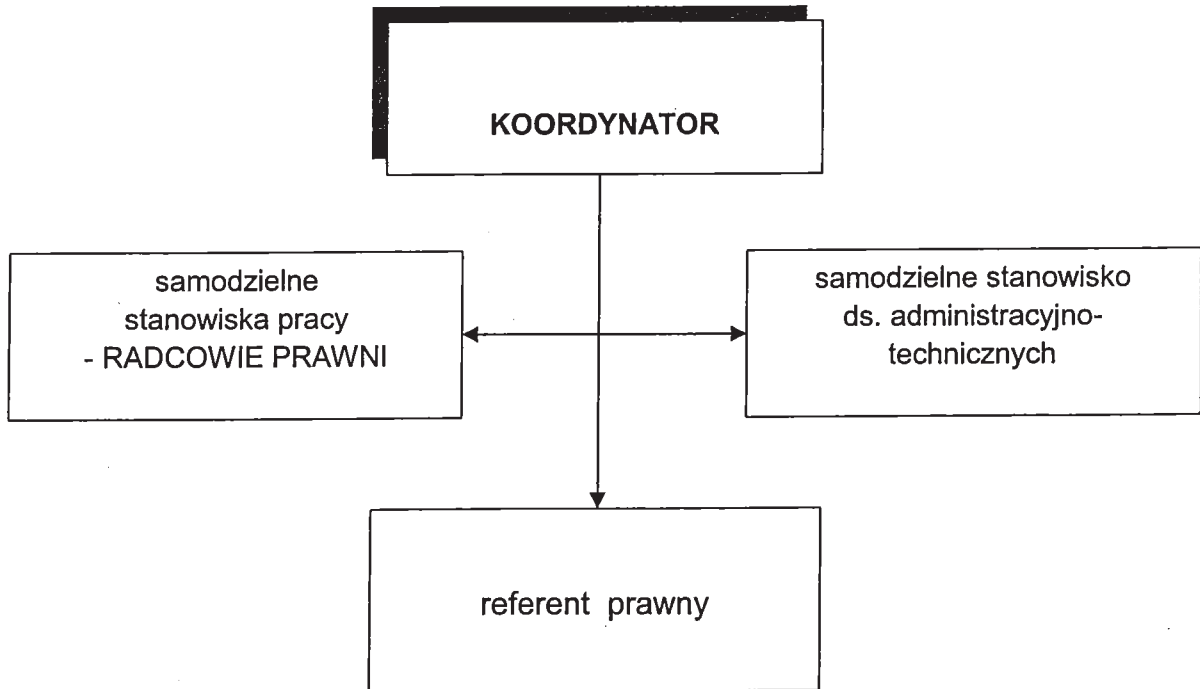 KOORDYNATOR
samodzielne
stanowiska pracy
- RADCOWIE PRAWNI
samodzielne stanowisko
ds. administracyjno-
technicznych
referent prawny